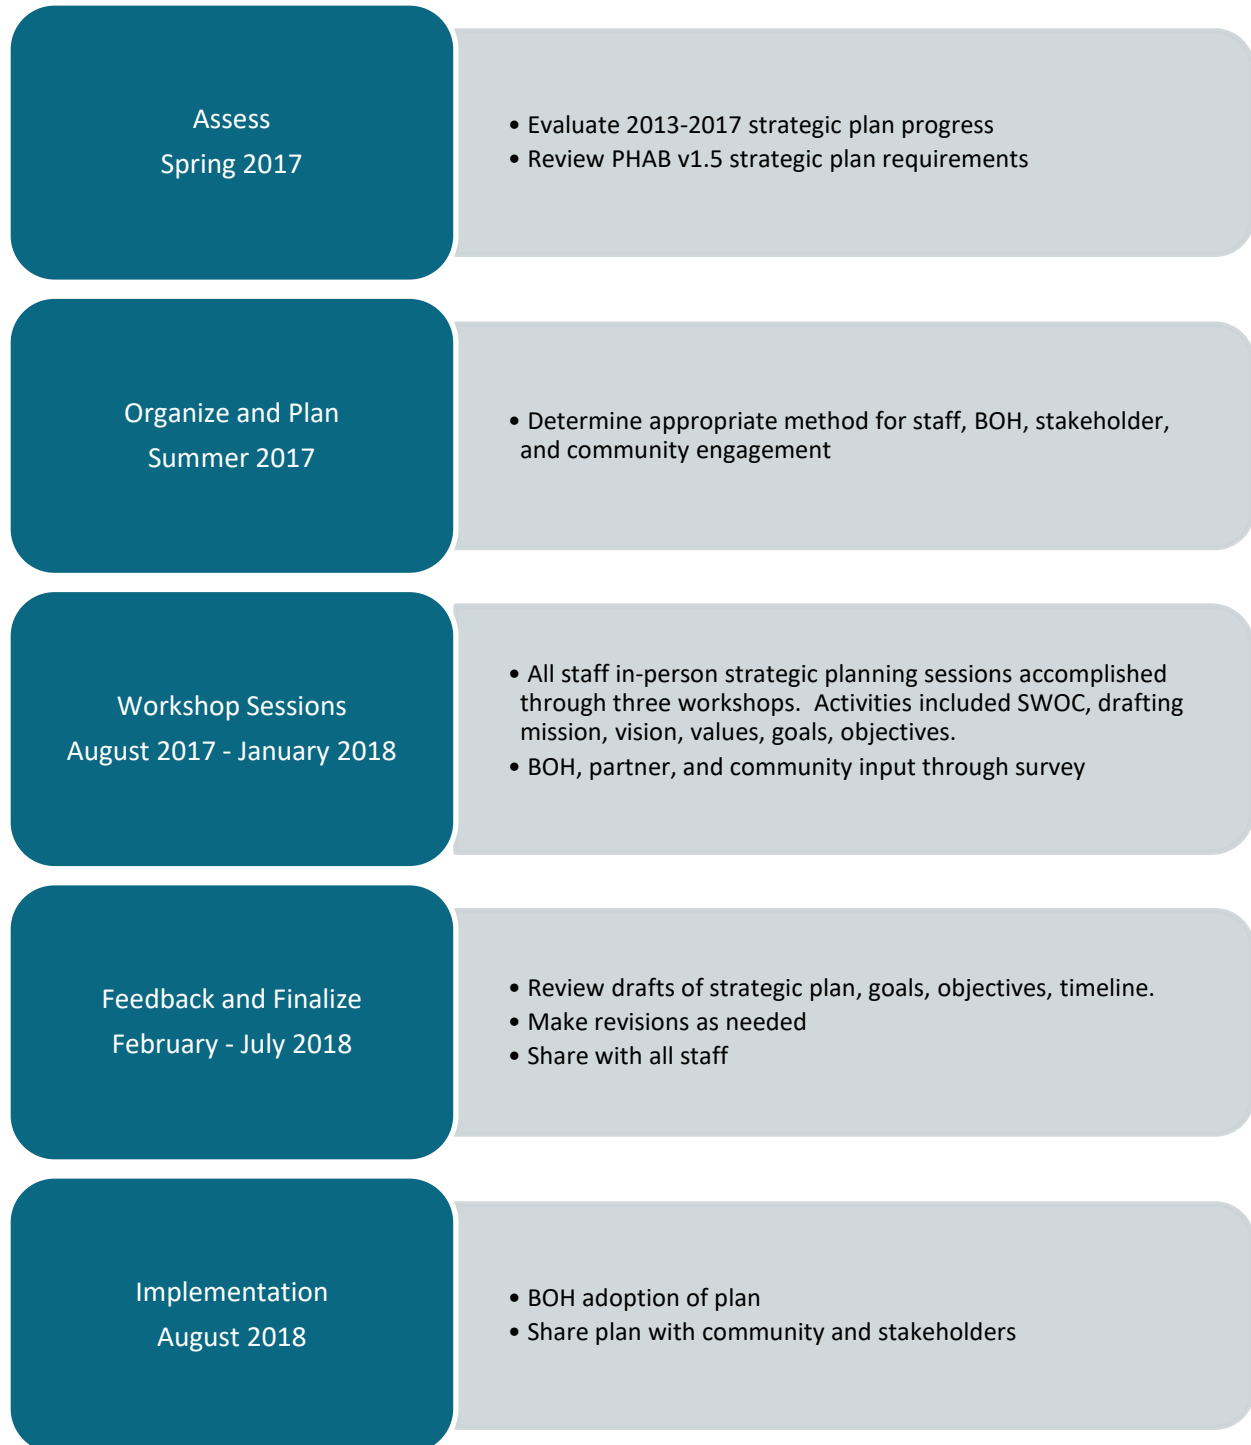 Assess
Spring 2017
• Evaluate 2013-2017 strategic plan progress
• Review PHAB v1.5 strategic plan requirements
Organize and Plan
Summer 2017
• Determine appropriate method for staff, BOH, stakeholder,
and community engagement
Workshop Sessions
August 2017 - January 2018
• All staff in-person strategic planning sessions accomplished
through three workshops.  Activities included SWOC, drafting
mission, vision, values, goals, objectives.
• BOH, partner, and community input through survey
Feedback and Finalize
February - July 2018
• Review drafts of strategic plan, goals, objectives, timeline.
• Make revisions as needed
• Share with all staff
Implementation
August 2018
• BOH adoption of plan
• Share plan with community and stakeholders